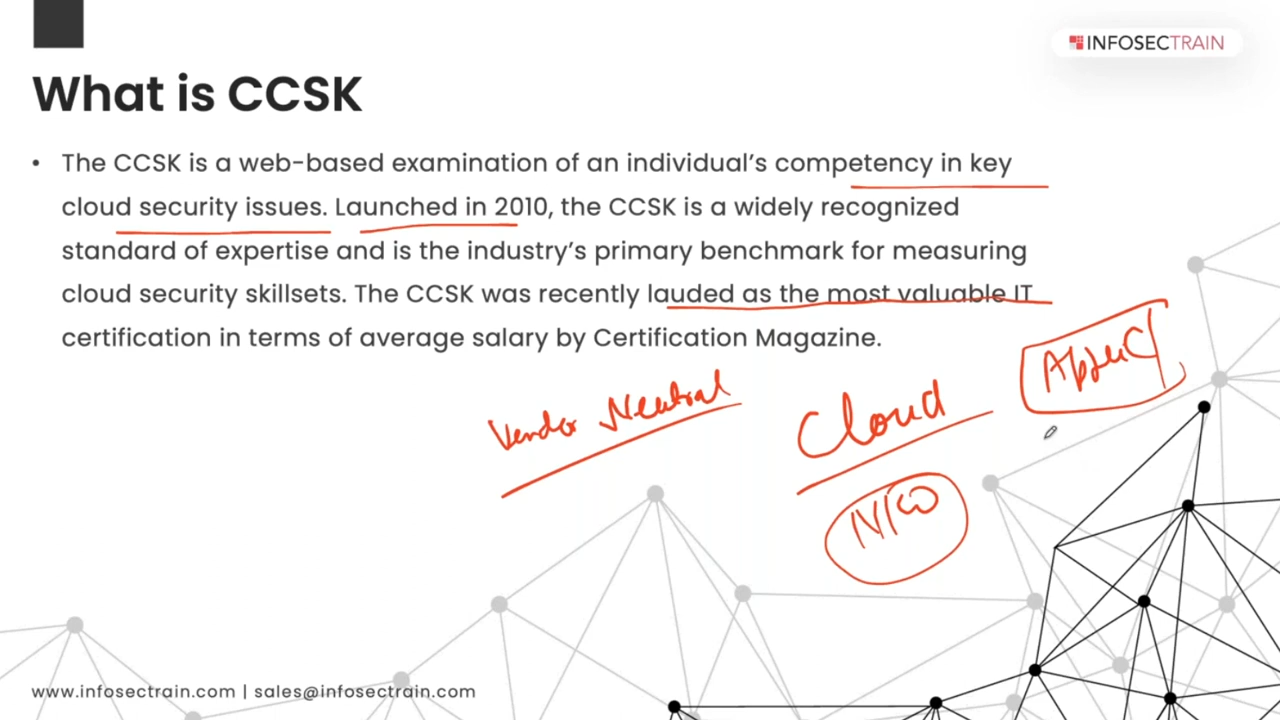 INFOSECTRAIN
What is CCSK
• The CCSK is a web-based examination of an individual's competency in key
cloud security issues. Launched in 2010, the CCSK is a widely recognized
standard of expertise and is the industry's primary benchmark for measuring
cloud security skillsets. The CCSK was recently lauded as the most valuable IT
certification in terms of average salary by Certification Magazine.
Vendor Neutral
Cloud
www.infosectrain.com | sales@infosectrain.com